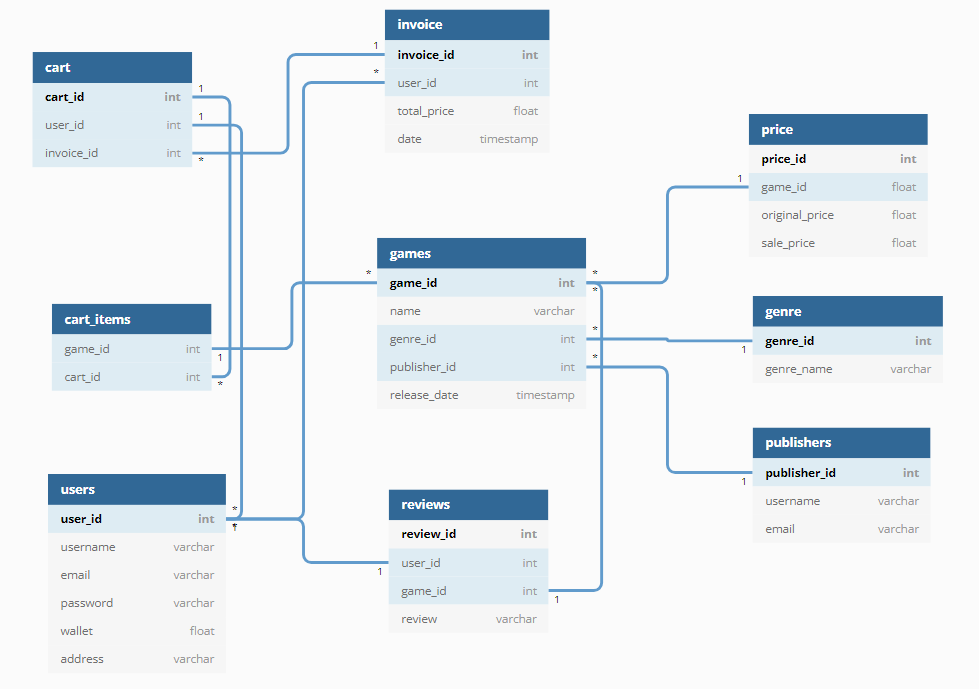 invoice
invoice_id int
user_id int
total_price float
date timestamp
1
*
cart
cart_id int
user_id int
invoice_id int
1
1
*
price
price_id int
game_id float
original_price float
sale_price float
1
games
game_id int
name varchar
genre_id int
publisher_id int
release_date timestamp
*
*
*
*
*
cart_items
game_id int
cart_id int
1
*
genre
genre_id int
genre_name varchar
1
publishers
publisher_id int
username varchar
email varchar
1
users
user_id int
username varchar
email varchar
password varchar
wallet float
address varchar
*
*
reviews
review_id int
user_id int
game_id int
review varchar
1
1